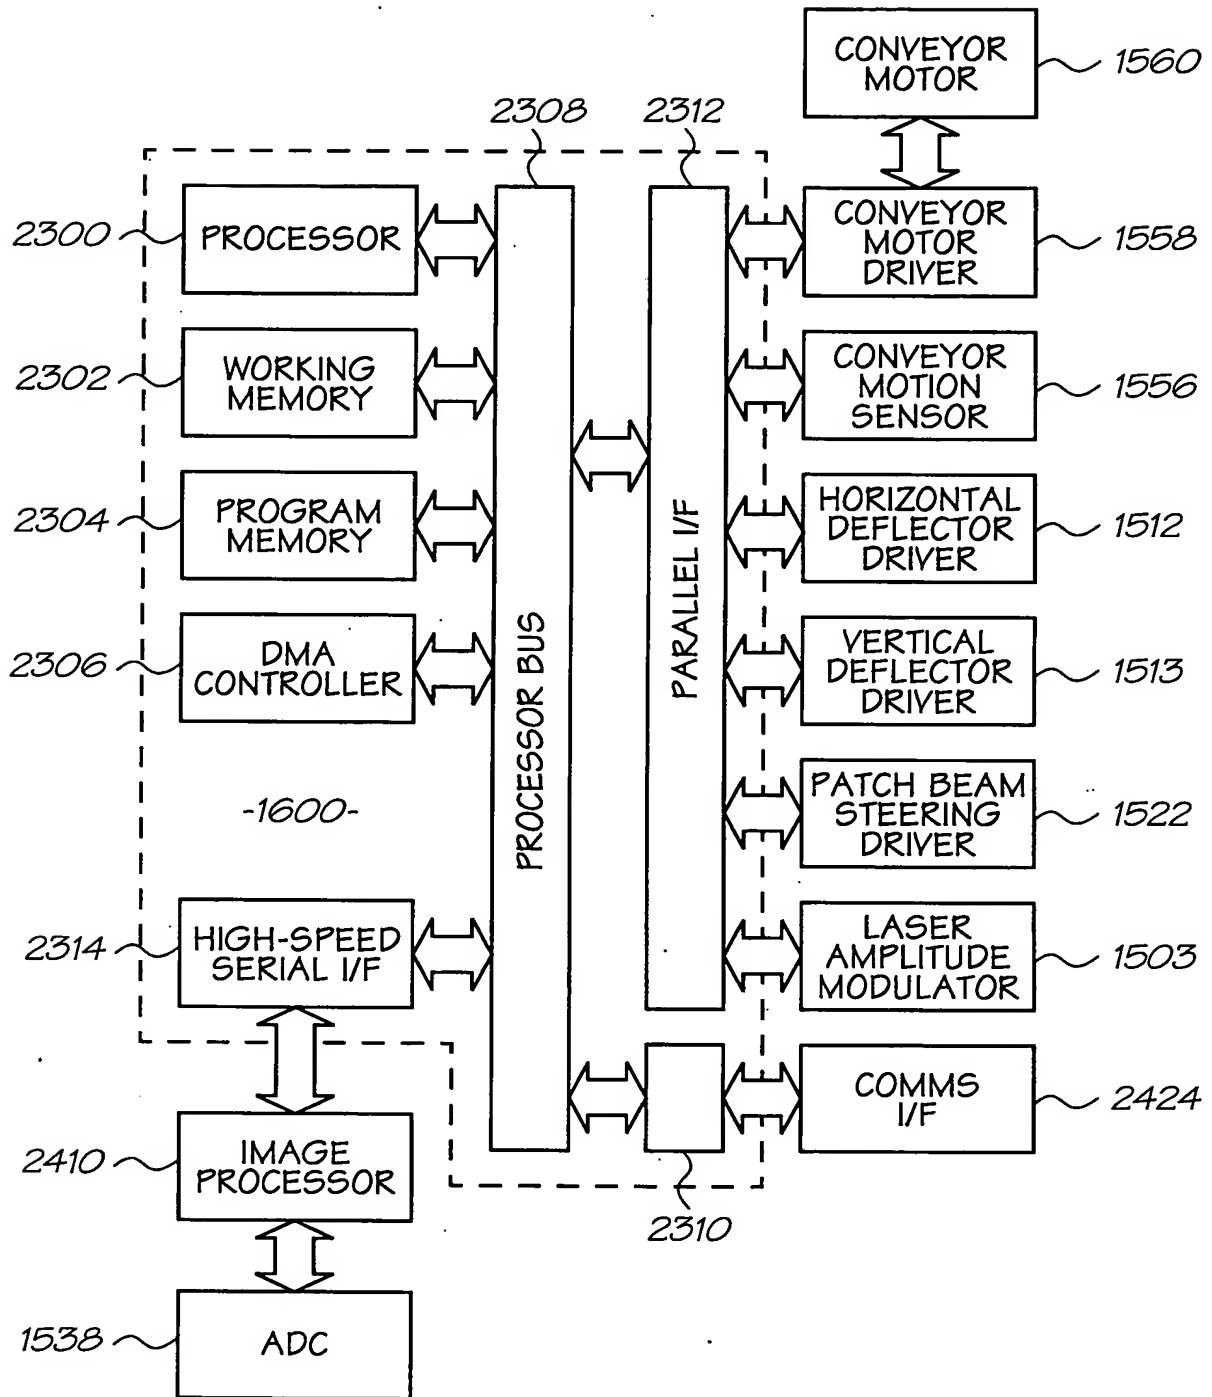 CONVEYOR
MOTOR
1560
2308
2312
2300
PROCESSOR
CONVEYOR
MOTOR
DRIVER
1558
2302
WORKING
MEMORY
CONVEYOR
MOTION
SENSOR
1556
2304
PROGRAM
MEMORY
HORIZONTAL
DEFLECTOR
DRIVER
1512
2306
DMA
CONTROLLER
PROCESSOR BUS
PARALLEL I/F
VERTICAL
DEFLECTOR
DRIVER
1513
-1600-
PATCH BEAM
STEERING
DRIVER
1522
2314
HIGH-SPEED
SERIAL I/F
LASER
AMPLITUDE
MODULATOR
1503
COMMS
I/F
2424
2410
IMAGE
PROCESSOR
2310
1538
ADC